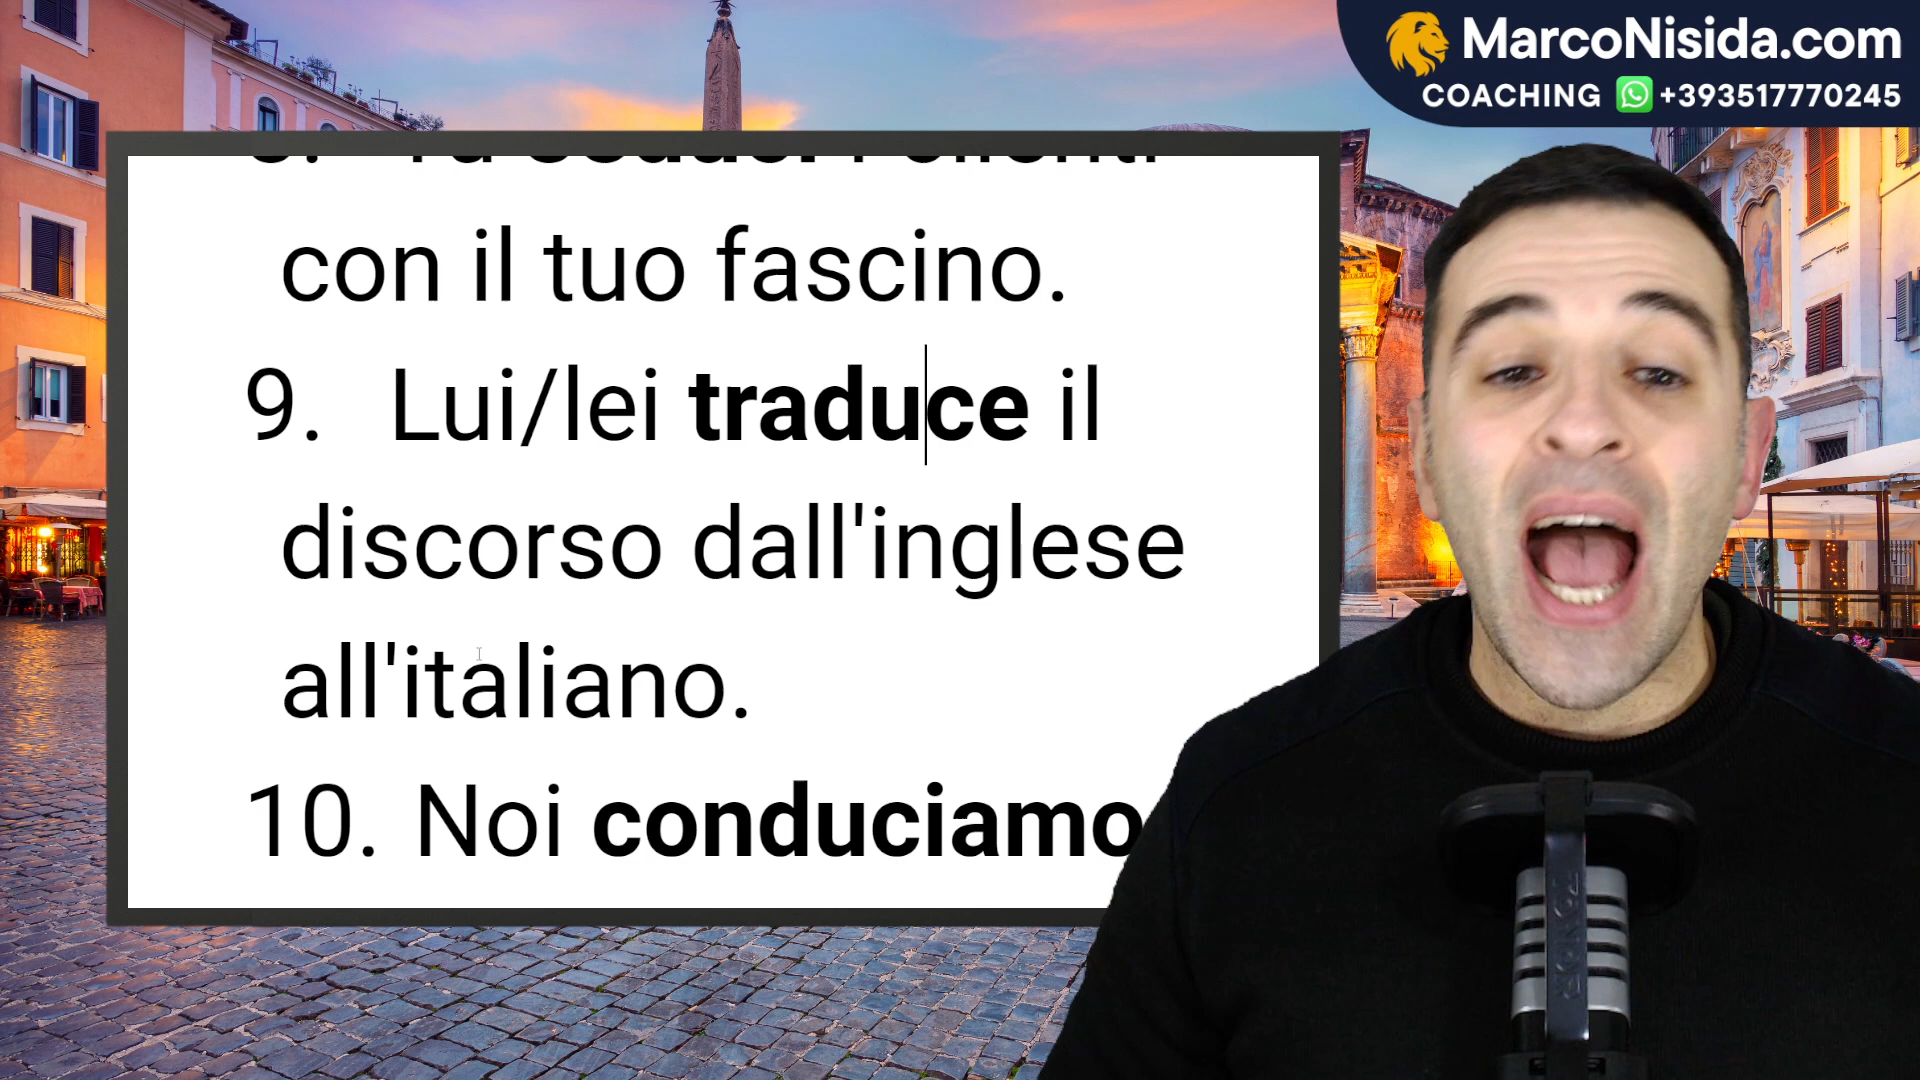 MarcoNisida.com
COACHING +393517770245
con il tuo fascino.
9. Lui/lei traduce il
discorso dall'inglese
all'italiano.
10. Noi conduciamo